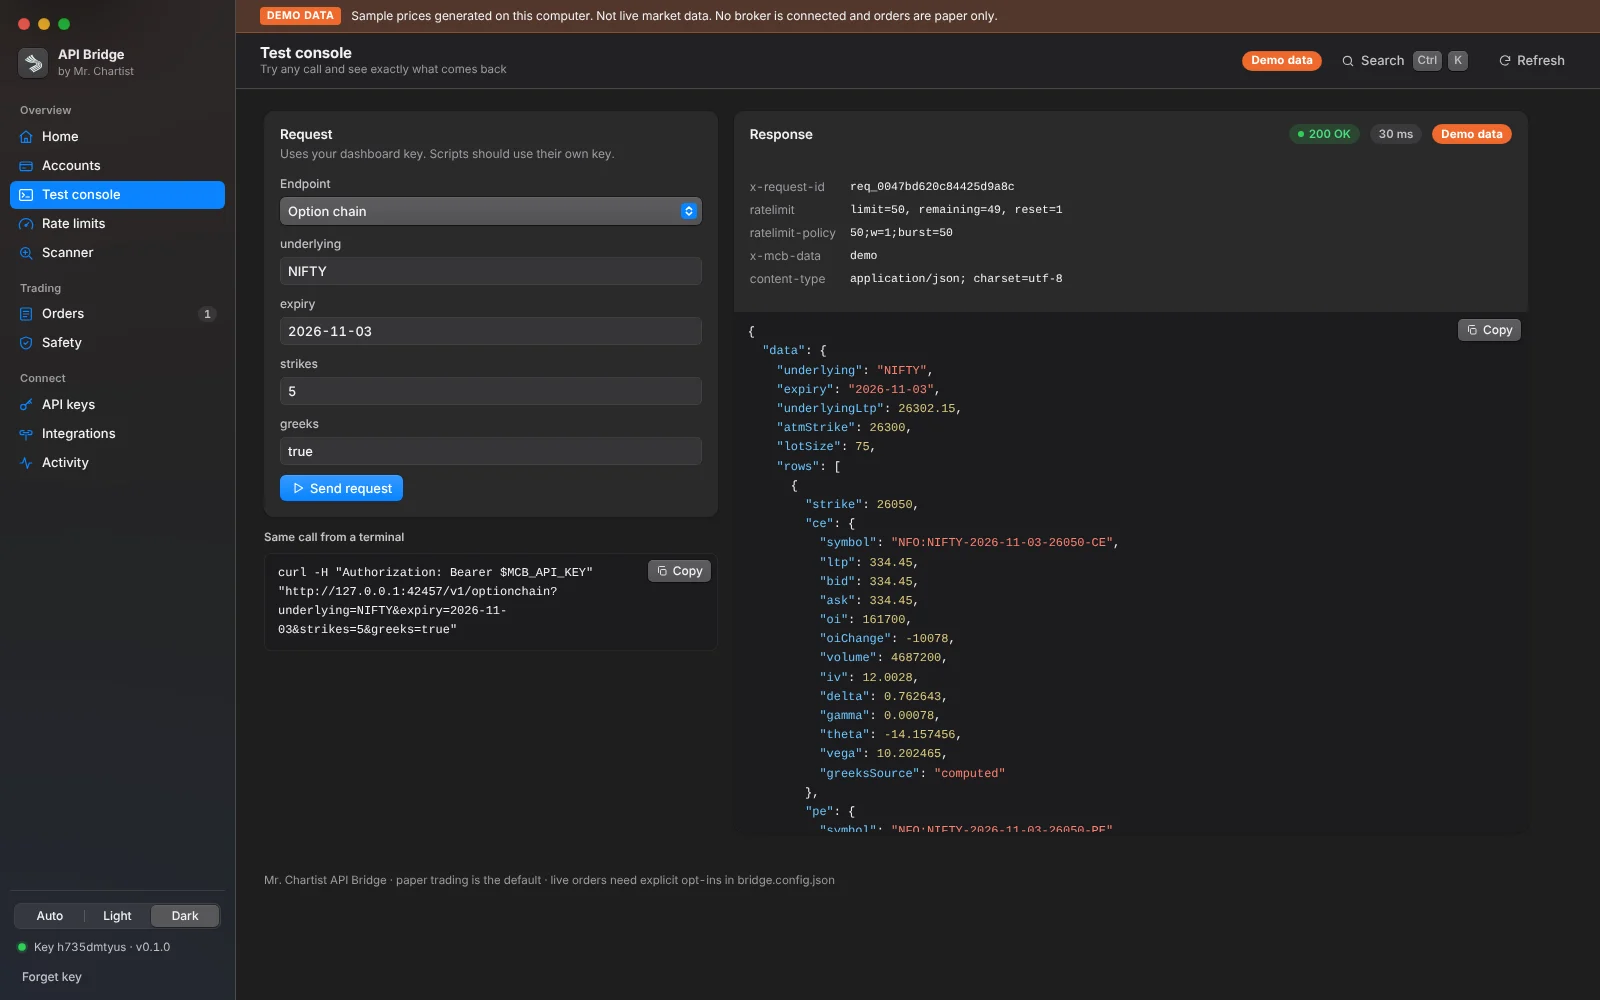 DEMO DATA Sample prices generated on this computer. Not live market data. No broker is connected and orders are paper only.
API Bridge
by Mr. Chartist
Overview
Home
Accounts
Test console
Rate limits
Scanner
Trading
Orders 1
Safety
Connect
API keys
Integrations
Activity
Auto Light Dark
Key h735dmtyus · v0.1.0
Forget key
Test console
Try any call and see exactly what comes back
Demo data Search Ctrl K Refresh
Request
Uses your dashboard key. Scripts should use their own key.
Endpoint
Option chain
underlying
NIFTY
expiry
2026-11-03
strikes
5
greeks
true
Send request
Same call from a terminal
Copy
curl -H "Authorization: Bearer $MCB_API_KEY"
"http://127.0.0.1:42457/v1/optionchain?
underlying=NIFTY&expiry=2026-11-
03&strikes=5&greeks=true"
Response 200 OK 30 ms Demo data
x-request-id req_0047bd620c84425d9a8c
ratelimit limit=50, remaining=49, reset=1
ratelimit-policy 50;w=1;burst=50
x-mcb-data demo
content-type application/json; charset=utf-8
Copy
{
"data": {
"underlying": "NIFTY",
"expiry": "2026-11-03",
"underlyingLtp": 26302.15,
"atmStrike": 26300,
"lotSize": 75,
"rows": [
{
"strike": 26050,
"ce": {
"symbol": "NFO:NIFTY-2026-11-03-26050-CE",
"ltp": 334.45,
"bid": 334.45,
"ask": 334.45,
"oi": 161700,
"oiChange": -10078,
"volume": 4687200,
"iv": 12.0028,
"delta": 0.762643,
"gamma": 0.00078,
"theta": -14.157456,
"vega": 10.202465,
"greeksSource": "computed"
},
"pe": {
"symbol": "NFO:NIFTY-2026-11-03-26050-PE"
Mr. Chartist API Bridge · paper trading is the default · live orders need explicit opt-ins in bridge.config.json